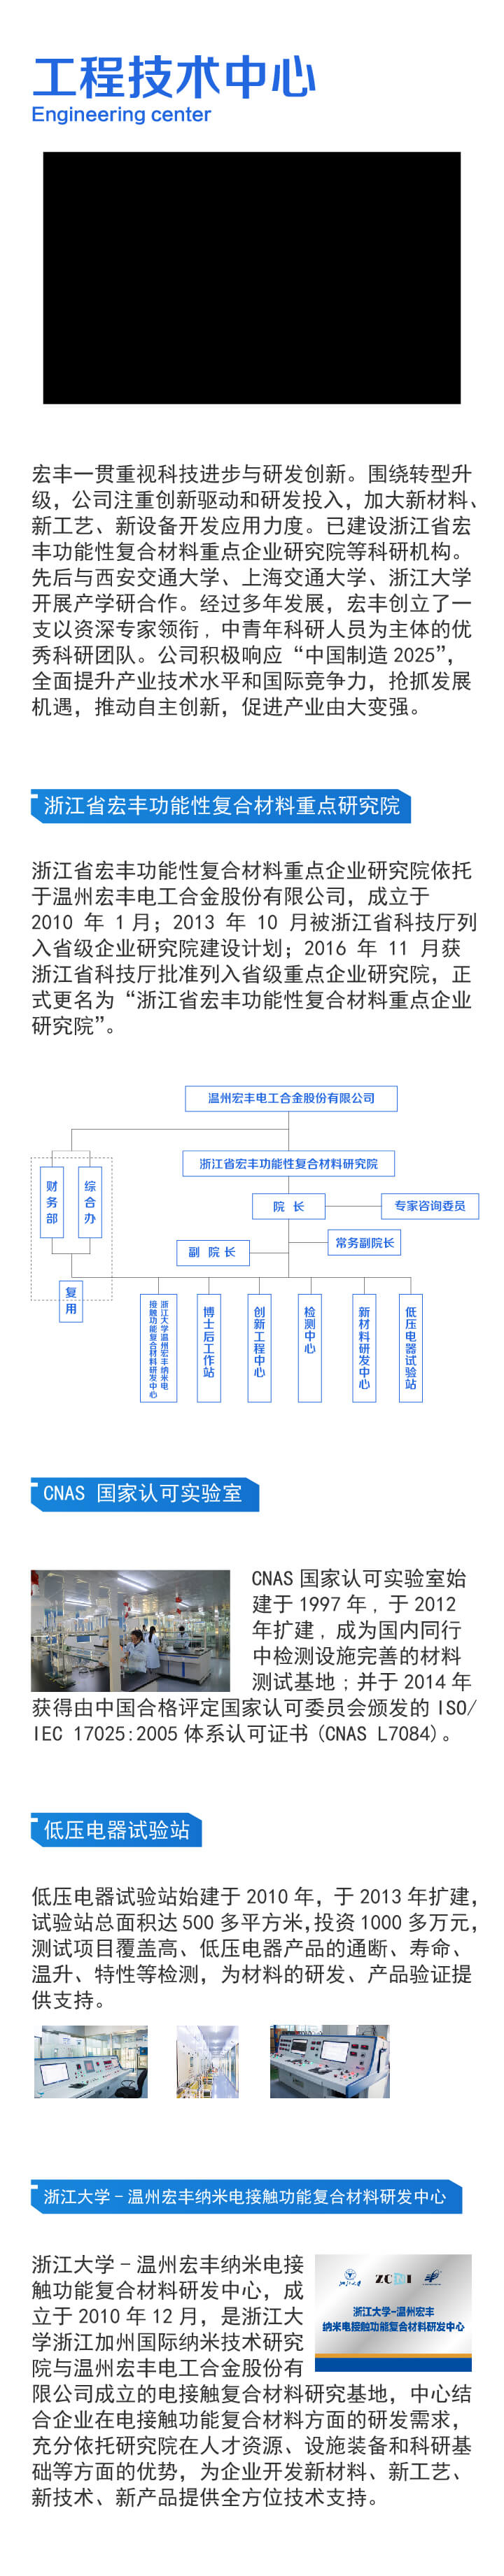 工程技术中心
Engineering center
宏丰一贯重视科技进步与研发创新。围绕转型升
级，公司注重创新驱动和研发投入，加大新材料、
新工艺、新设备开发应用力度。已建设浙江省宏
丰功能性复合材料重点企业研究院等科研机构。
先后与西安交通大学、上海交通大学、浙江大学
开展产学研合作。经过多年发展，宏丰创立了一
支以资深专家领衔，中青年科研人员为主体的优
秀科研团队。公司积极响应“中国制造 2025”，
全面提升产业技术水平和国际竞争力，抢抓发展
机遇，推动自主创新，促进产业由大变强。
浙江省宏丰功能性复合材料重点研究院
浙江省宏丰功能性复合材料重点企业研究院依托
于温州宏丰电工合金股份有限公司，成立于
2010 年 1 月；2013 年 10 月被浙江省科技厅列
入省级企业研究院建设计划；2016 年 11 月获
浙江省科技厅批准列入省级重点企业研究院，正
式更名为“浙江省宏丰功能性复合材料重点企业
研究院”。
温州宏丰电工合金股份有限公司
浙江省宏丰功能性复合材料研究院
财务部
综合办
院 长
专家咨询委员
常务副院长
副 院 长
复用
浙江大学温州宏丰纳米电
接触功能复合材料研发中心
博士后工作站
创新工程中心
检测中心
新材料研发中心
低压电器试验站
CNAS 国家认可实验室
CNAS 国家认可实验室始
建于 1997 年，于 2012
年扩建，成为国内同行
中检测设施完善的材料
测试基地；并于 2014 年
获得由中国合格评定国家认可委员会颁发的 ISO/
IEC 17025:2005 体系认可证书 (CNAS L7084)。
低压电器试验站
低压电器试验站始建于 2010 年，于 2013 年扩建，
试验站总面积达 500 多平方米，投资 1000 多万元，
测试项目覆盖高、低压电器产品的通断、寿命、
温升、特性等检测，为材料的研发、产品验证提
供支持。
浙江大学－温州宏丰纳米电接触功能复合材料研发中心
浙江大学－温州宏丰纳米电接
触功能复合材料研发中心，成
立于 2010 年 12 月，是浙江大
学浙江加州国际纳米技术研究
院与温州宏丰电工合金股份有
限公司成立的电接触复合材料研究基地，中心结
合企业在电接触功能复合材料方面的研发需求，
充分依托研究院在人才资源、设施装备和科研基
础等方面的优势，为企业开发新材料、新工艺、
新技术、新产品提供全方位技术支持。
浙江大学-温州宏丰
纳米电接触功能复合材料研发中心